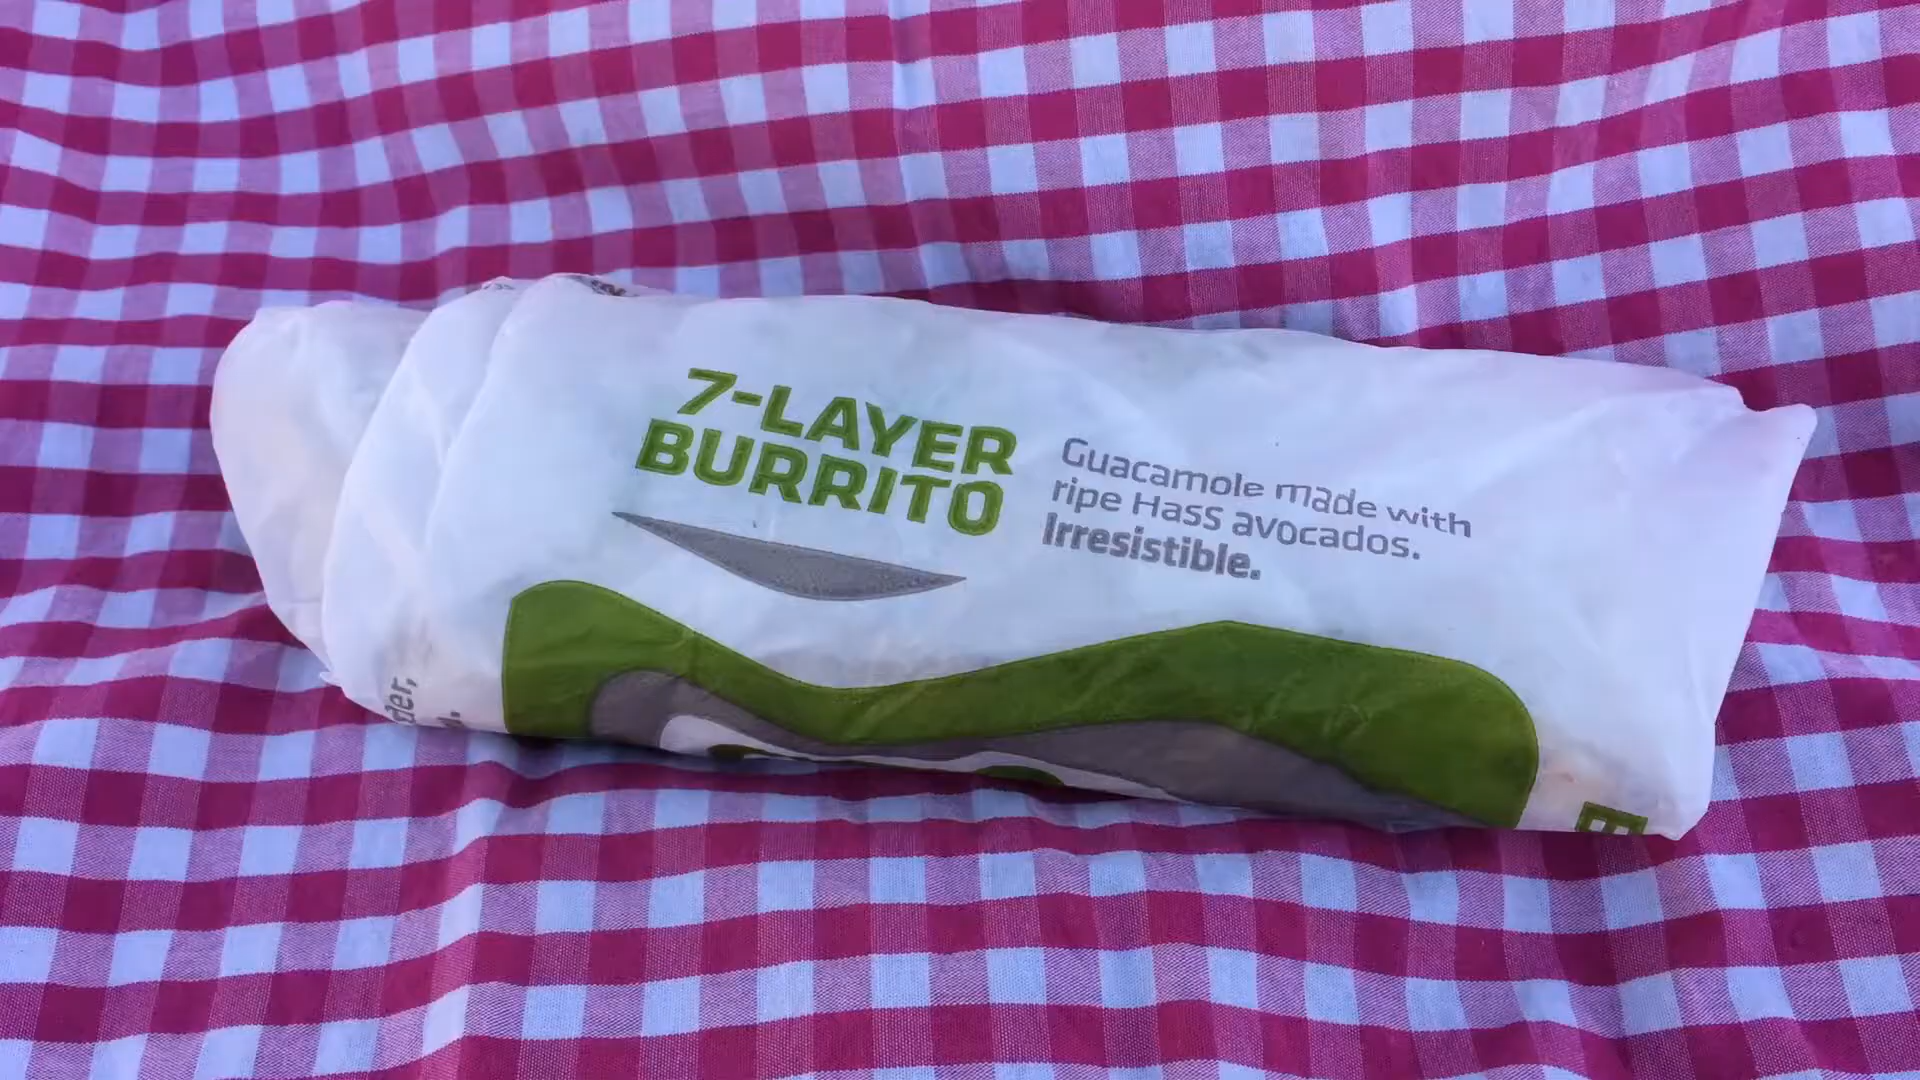 7-LAYER
BURRITO
Guacamole made with
ripe Hass avocados.
Irresistible.